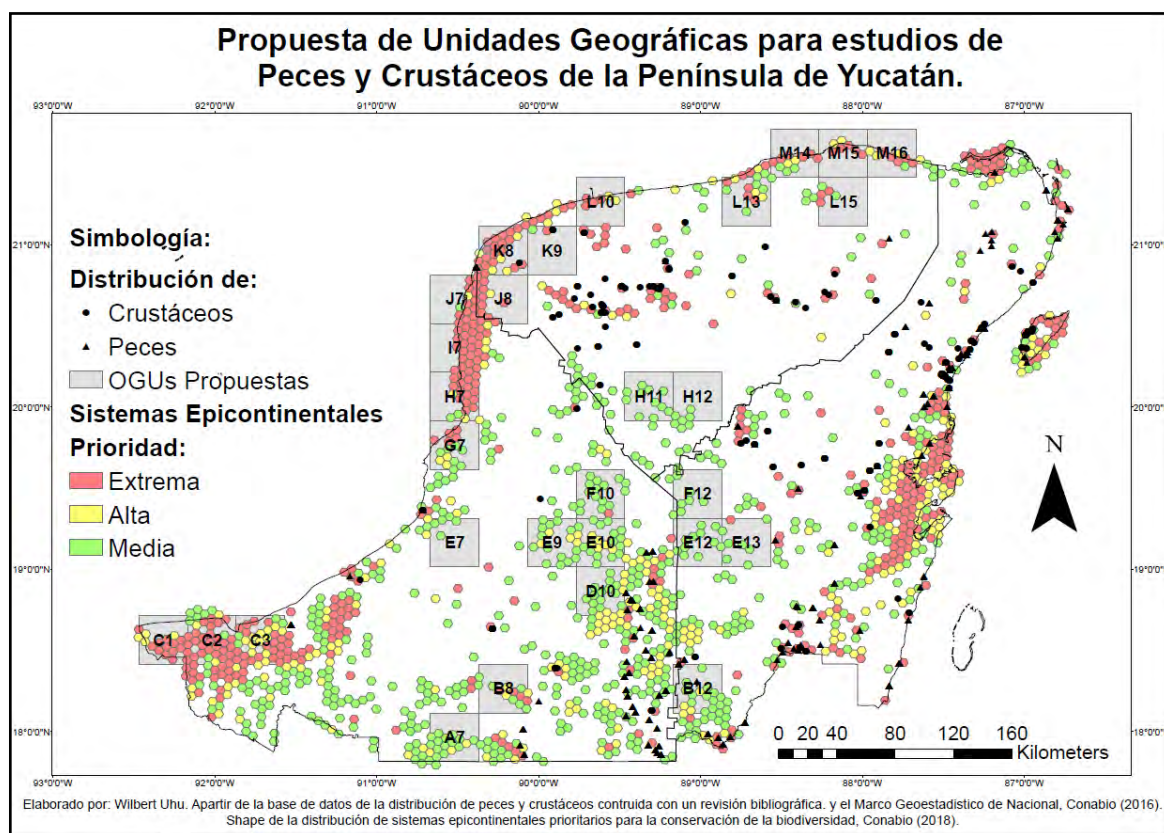 Propuesta de Unidades Geográficas para estudios de
Peces y Crustáceos de la Península de Yucatán.
93°0'0"W
92°0'0"W
91°0'0"W
90°0'0"W
89°0'0"W
88°0'0"W
87°0'0"W
M14
M15
M16
L10
L13
L15
21°0'0"N
21°0'0"N
K8
K9
J7
J8
I7
H7
H11
H12
20°0'0"N
20°0'0"N
G7
F10
F12
E7
E9
E10
E12
E13
19°0'0"N
19°0'0"N
D10
C1
C2
C3
B8
B12
18°0'0"N
18°0'0"N
A7
Simbología:
Distribución de:
Crustáceos
Peces
OGUs Propuestas
Sistemas Epicontinentales
Prioridad:
Extrema
Alta
Media
N
0 20 40 80 120 160
Kilometers
93°0'0"W
92°0'0"W
91°0'0"W
90°0'0"W
89°0'0"W
88°0'0"W
87°0'0"W
Elaborado por: Wilbert Uhu. Apartir de la base de datos de la distribución de peces y crustáceos contruida con un revisión bibliográfica. y el Marco Geoestadístico de Nacional, Conabio (2016).
Shape de la distribución de sistemas epicontinentales prioritarios para la conservación de la biodiversidad, Conabio (2018).